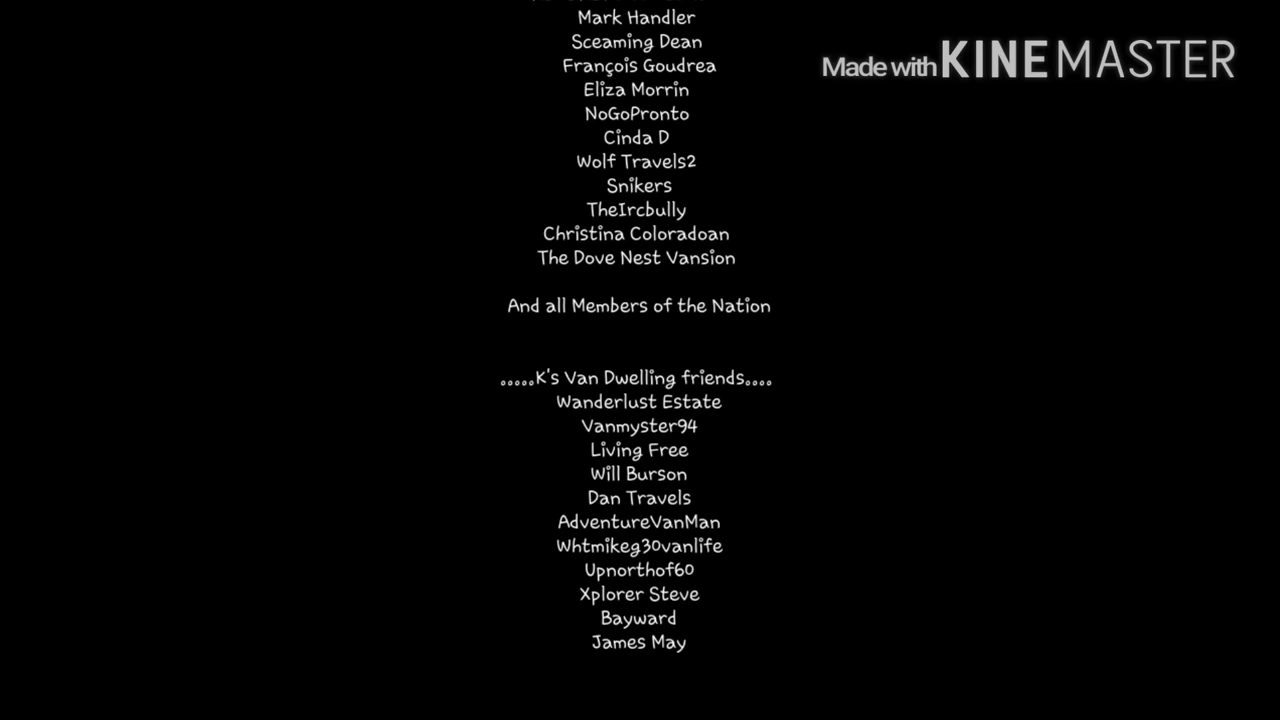 Mark Handler
Sceaming Dean
François Goudrea
Eliza Morrin
NoGoPronto
Cinda D
Wolf Travels2
Snikers
TheIrcbully
Christina Coloradoan
The Dove Nest Vansion
And all Members of the Nation
.....K's Van Dwelling friends....
Wanderlust Estate
Vanmyster94
Living Free
Will Burson
Dan Travels
AdventureVanMan
Whtmikeg30vanlife
Upnorthof60
Xplorer Steve
Bayward
James May
Made with KINEMASTER